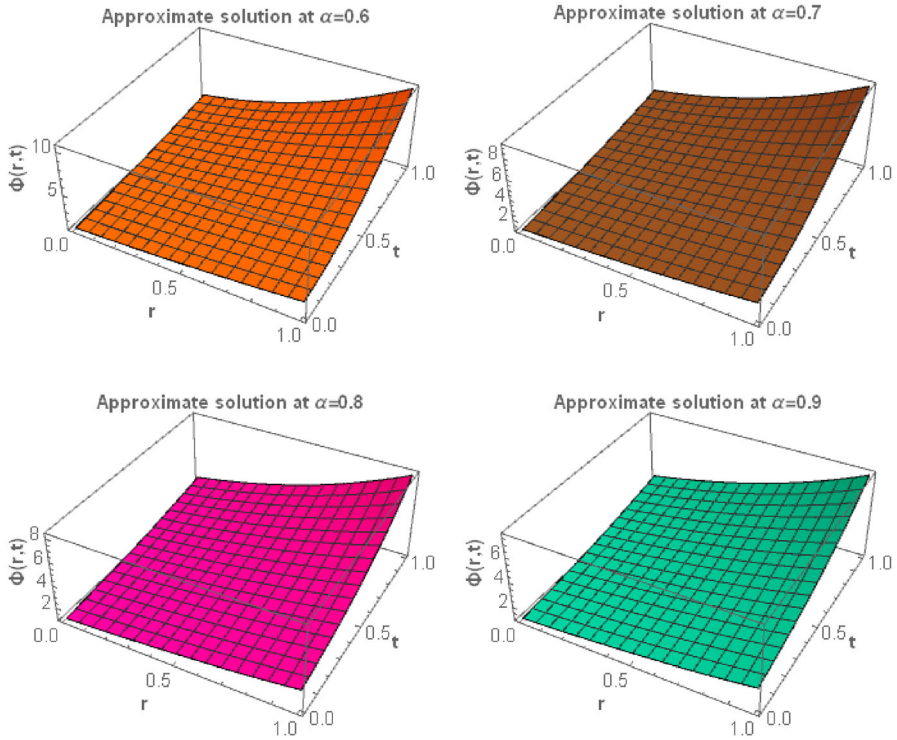 Approximate solution at α=0.6
10
5
Φ(r,t)
0.0
0.5
1.0
r
0.0
0.5
1.0
t
Approximate solution at α=0.7
8
6
4
2
Φ(r,t)
0.0
0.5
1.0
r
0.0
0.5
1.0
t
Approximate solution at α=0.8
8
6
4
2
Φ(r,t)
0.0
0.5
1.0
r
0.0
0.5
1.0
t
Approximate solution at α=0.9
6
4
2
Φ(r,t)
0.0
0.5
1.0
r
0.0
0.5
1.0
t